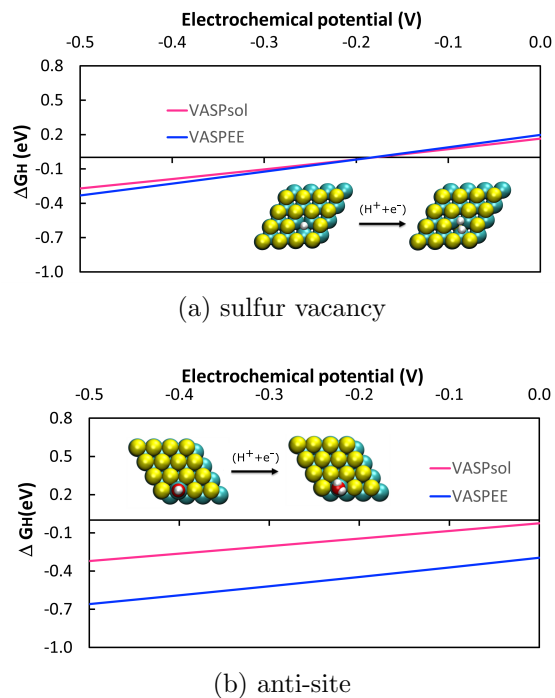 Electrochemical potential (V)
-0.5 -0.4 -0.3 -0.2 -0.1 0.0
0.8
0.5
0.2
-0.1
-0.4
-0.7
-1.0
ΔGH (eV)
VASPsol
VASPEE
(H⁺+e⁻)
(a) sulfur vacancy
Electrochemical potential (V)
-0.5 -0.4 -0.3 -0.2 -0.1 0.0
0.8
0.5
0.2
-0.1
-0.4
-0.7
-1.0
Δ GH(eV)
(H⁺+e⁻)
VASPsol
VASPEE
(b) anti-site